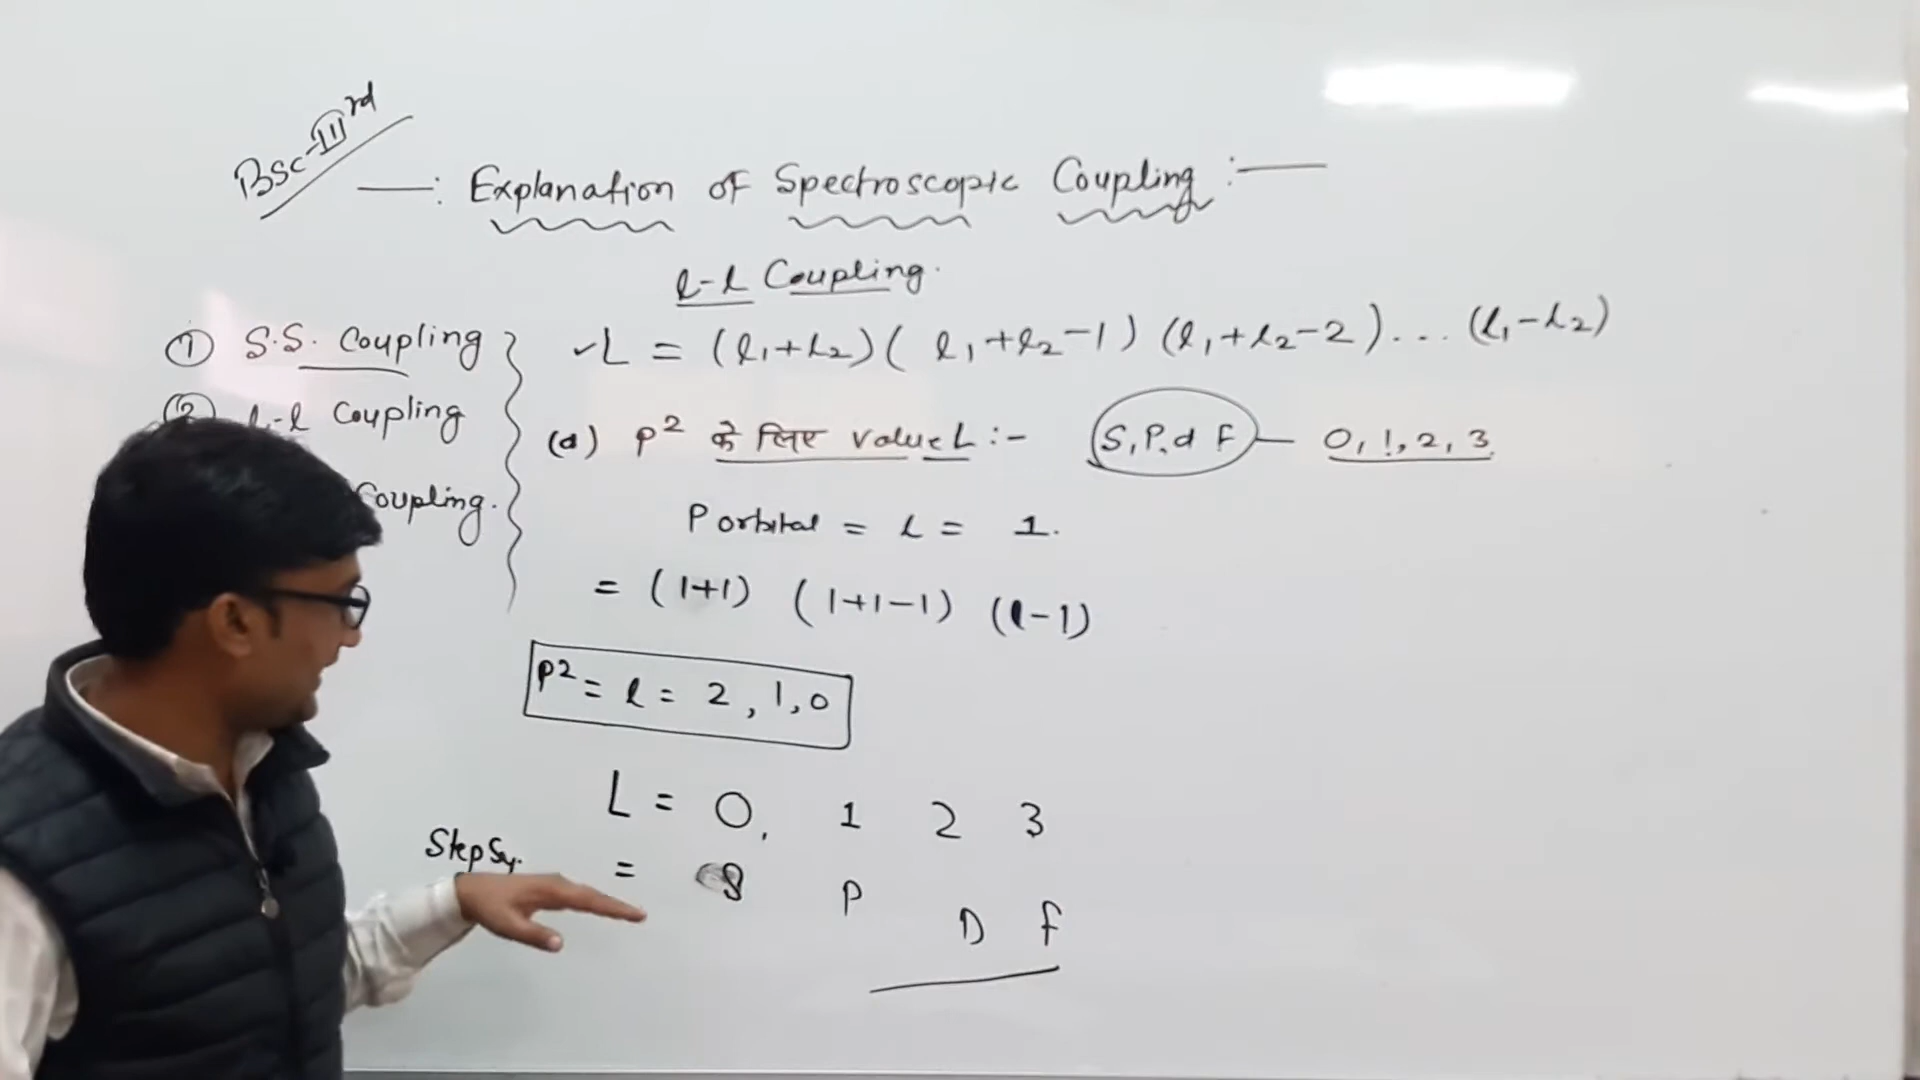 BSc-IIIrd
—: Explanation of Spectroscopic Coupling :—
l-l Coupling.
① S.S. Coupling
② l-l Coupling
Coupling.
✓L = (l₁+l₂)( l₁+l₂-1) (l₁+l₂-2)... (l₁-l₂)
(a) p² के लिए value L :- S,P,d F — 0, 1, 2, 3
P orbital = l = 1.
= (1+1) (1+1-1) (1-1)
p² = l = 2, 1, 0
L = 0, 1 2 3
= S P D F